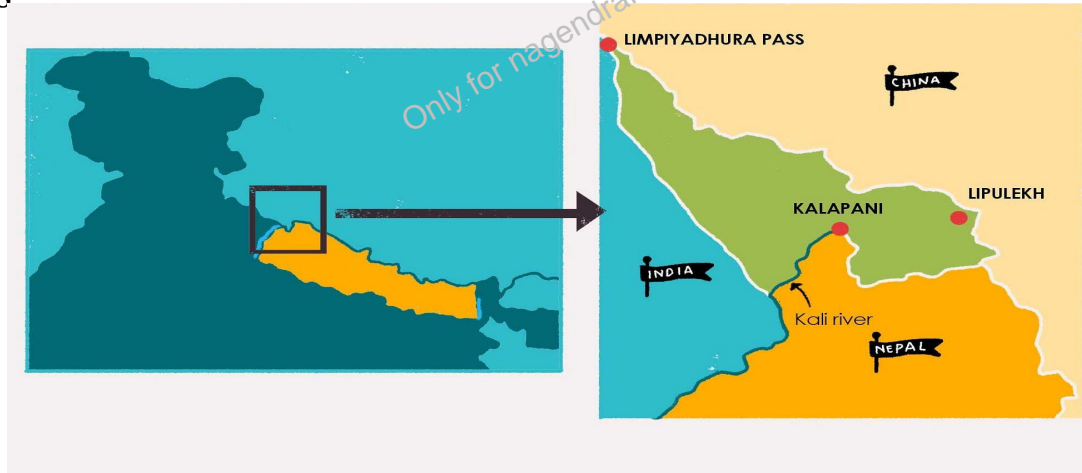 Only for nagendra
LIMPIYADHURA PASS
CHINA
LIPULEKH
KALAPANI
INDIA
Kali river
NEPAL